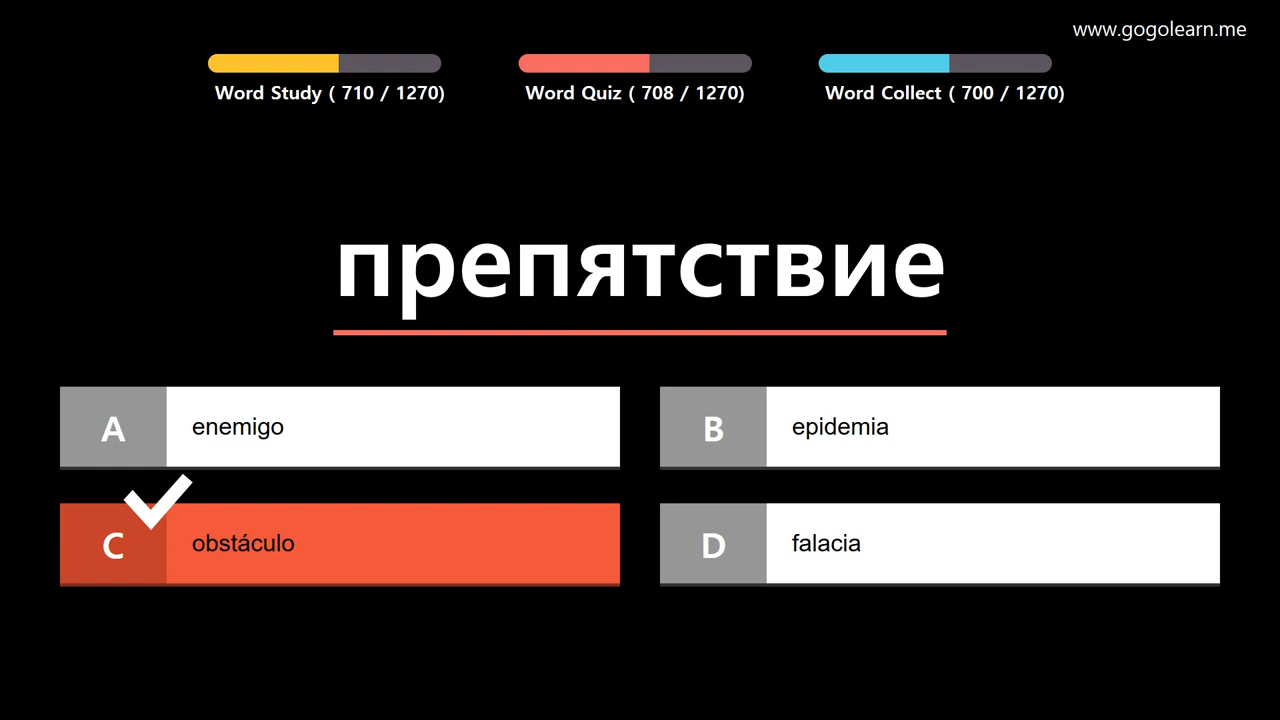 www.gogolearn.me
Word Study ( 710 / 1270)
Word Quiz ( 708 / 1270)
Word Collect ( 700 / 1270)
препятствие
A enemigo
B epidemia
C obstáculo
D falacia